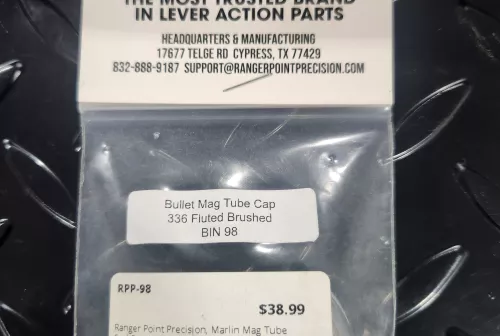 THE MOST TRUSTED BRAND
IN LEVER ACTION PARTS
HEADQUARTERS & MANUFACTURING
17677 TELGE RD CYPRESS, TX 77429
832-888-9187 SUPPORT@RANGERPOINTPRECISION.COM
Bullet Mag Tube Cap
336 Fluted Brushed
BIN 98
RPP-98
$38.99
Ranger Point Precision, Marlin Mag Tube